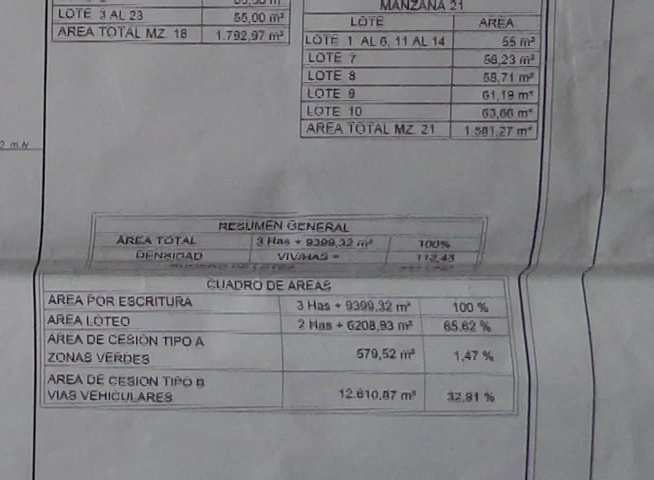 LOTE 3 AL 23 55,00 m²
AREA TOTAL MZ. 18 1.792,97 m²
MANZANA 21
LOTE AREA
LOTE 1 AL 6, 11 AL 14 55 m²
LOTE 7 56,23 m²
LOTE 8 58,71 m²
LOTE 9 61,19 m²
LOTE 10 63,66 m²
AREA TOTAL MZ. 21 1.561,27 m²
RESUMEN GENERAL
AREA TOTAL 3 Has + 9399,32 m² 100%
DENSIDAD VIV/HAS = 112,43
CUADRO DE AREAS
AREA POR ESCRITURA 3 Has + 9399,32 m² 100 %
AREA LOTEO 2 Has + 6208,93 m² 65,62 %
AREA DE CESION TIPO A
ZONAS VERDES 579,52 m² 1,47 %
AREA DE CESION TIPO B
VIAS VEHICULARES 12.610,87 m² 32,91 %